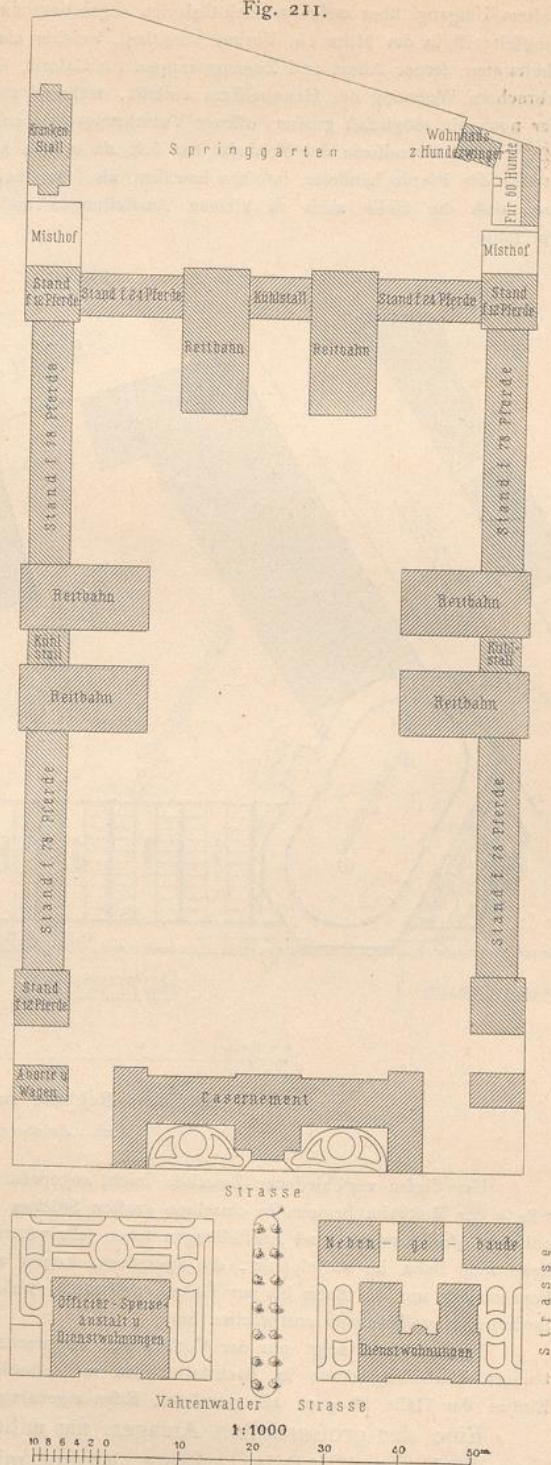 Fig. 211.
Kranken
Stall
Springgarten
Wohnhaus
z. Hundezwinger
Für 60 Hunde
Misthof
Misthof
Stand
f. 12 Pferde
Stand f. 24 Pferde
Reitbahn
Kühlstall
Reitbahn
Stand f. 24 Pferde
Stand
f. 12 Pferde
Stand f. 78 Pferde
Stand f. 78 Pferde
Reitbahn
Reitbahn
Kühl
stall
Kühl-
stall
Reitbahn
Reitbahn
Stand f. 78 Pferde
Stand f. 78 Pferde
Stand
f. 12 Pferde
Aborte u.
Wagen
Casernement
Strasse
Officier-Speise-
anstalt u.
Dienstwohnungen
Neben-ge-bäude
Dienstwohnungen
Strasse
Vahrenwalder Strasse
1:1000
10 8 6 4 2 0 10 20 30 40 50m